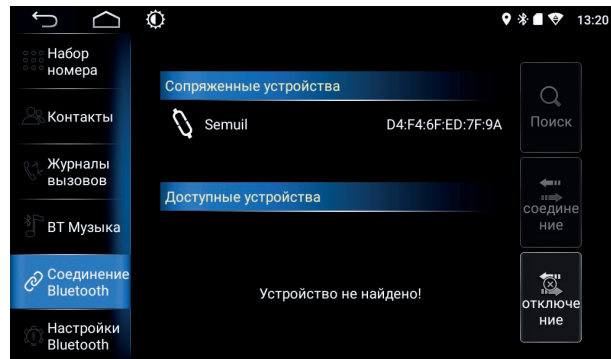 13:20
Набор
номера
Контакты
Журналы
вызовов
ВТ Музыка
Соединение
Bluetooth
Настройки
Bluetooth
Сопряженные устройства
Semuil D4:F4:6F:ED:7F:9A
Доступные устройства
Устройство не найдено!
Поиск
соедине
ние
отключе
ние